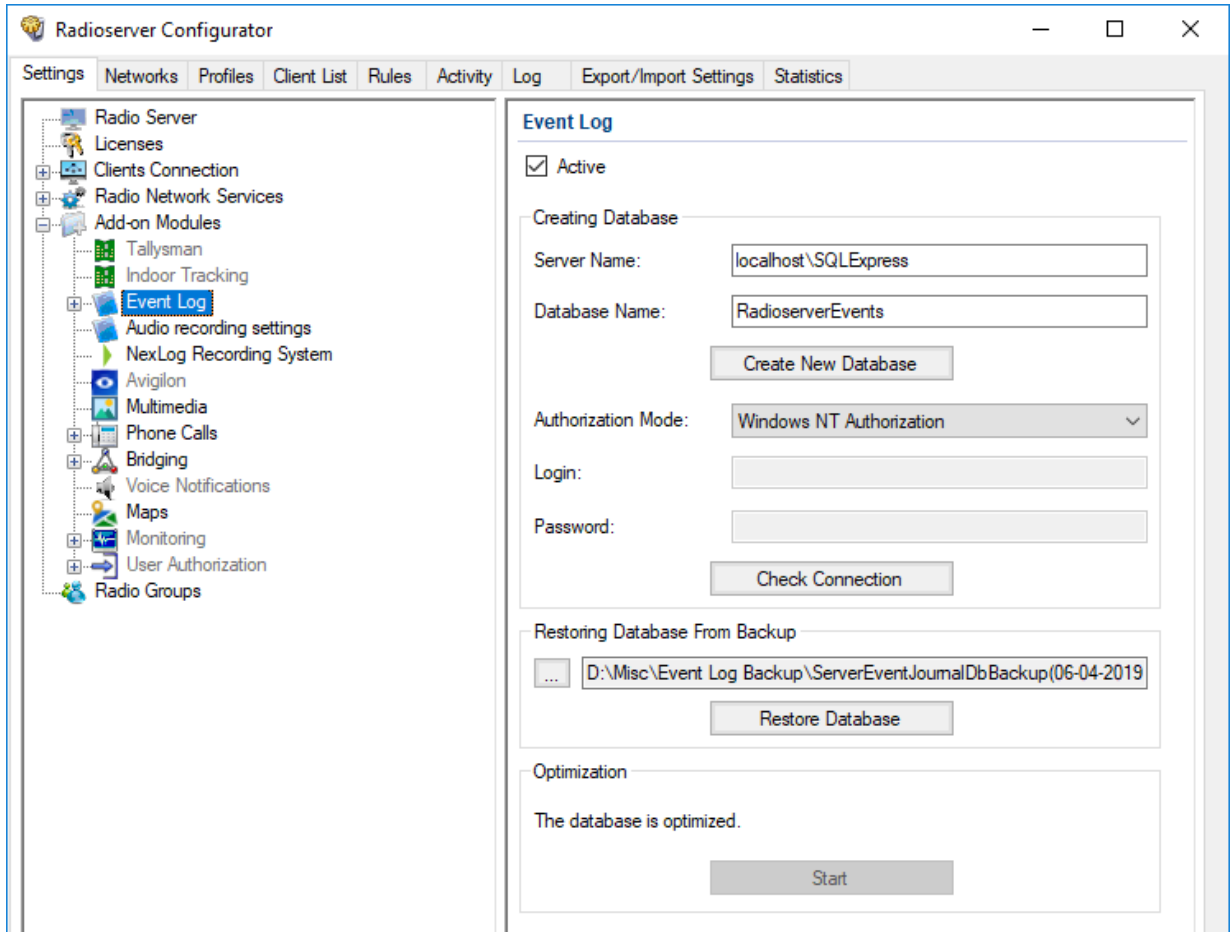 Radioserver Configurator
Settings Networks Profiles Client List Rules Activity Log Export/Import Settings Statistics
Radio Server
Licenses
Clients Connection
Radio Network Services
Add-on Modules
Tallysman
Indoor Tracking
Event Log
Audio recording settings
NexLog Recording System
Avigilon
Multimedia
Phone Calls
Bridging
Voice Notifications
Maps
Monitoring
User Authorization
Radio Groups
Event Log
Active
Creating Database
Server Name: localhost\SQLExpress
Database Name: RadioserverEvents
Create New Database
Authorization Mode: Windows NT Authorization
Login:
Password:
Check Connection
Restoring Database From Backup
... D:\Misc\Event Log Backup\ServerEventJournalDbBackup(06-04-2019
Restore Database
Optimization
The database is optimized.
Start